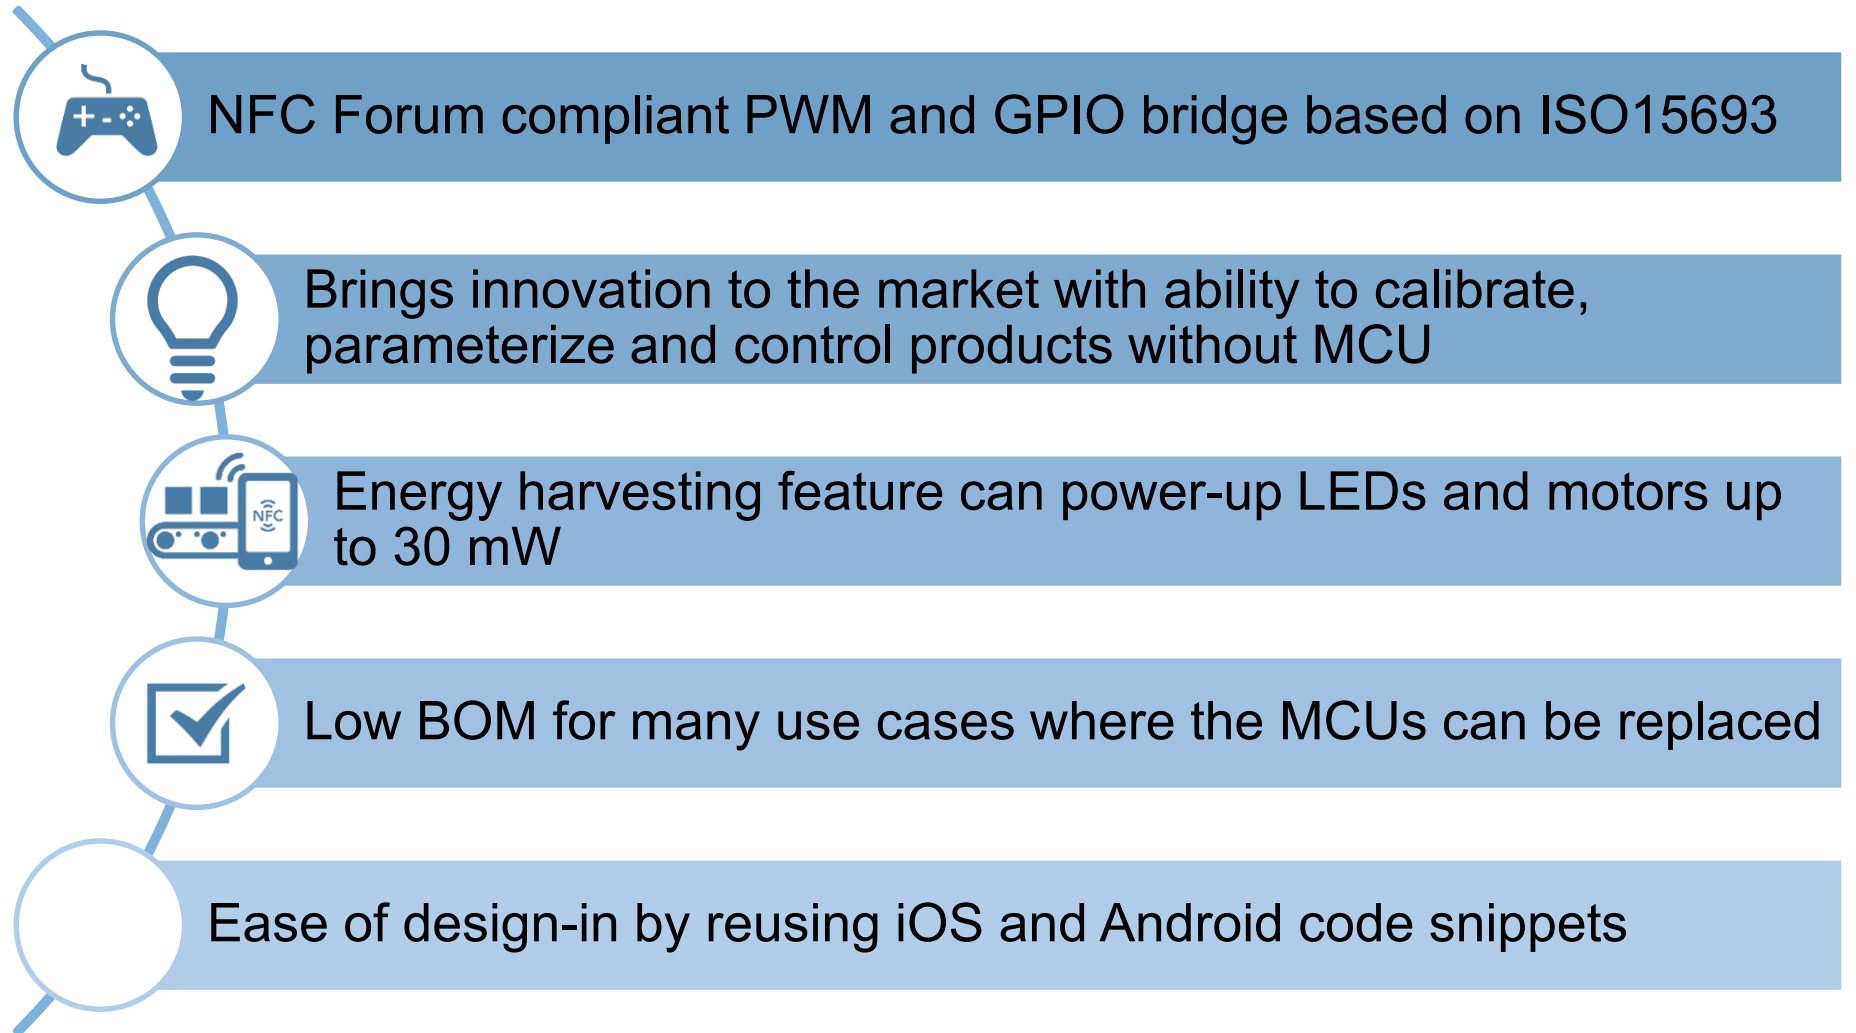 NFC Forum compliant PWM and GPIO bridge based on ISO15693
Brings innovation to the market with ability to calibrate,
parameterize and control products without MCU
NFC
Energy harvesting feature can power-up LEDs and motors up
to 30 mW
Low BOM for many use cases where the MCUs can be replaced
Ease of design-in by reusing iOS and Android code snippets